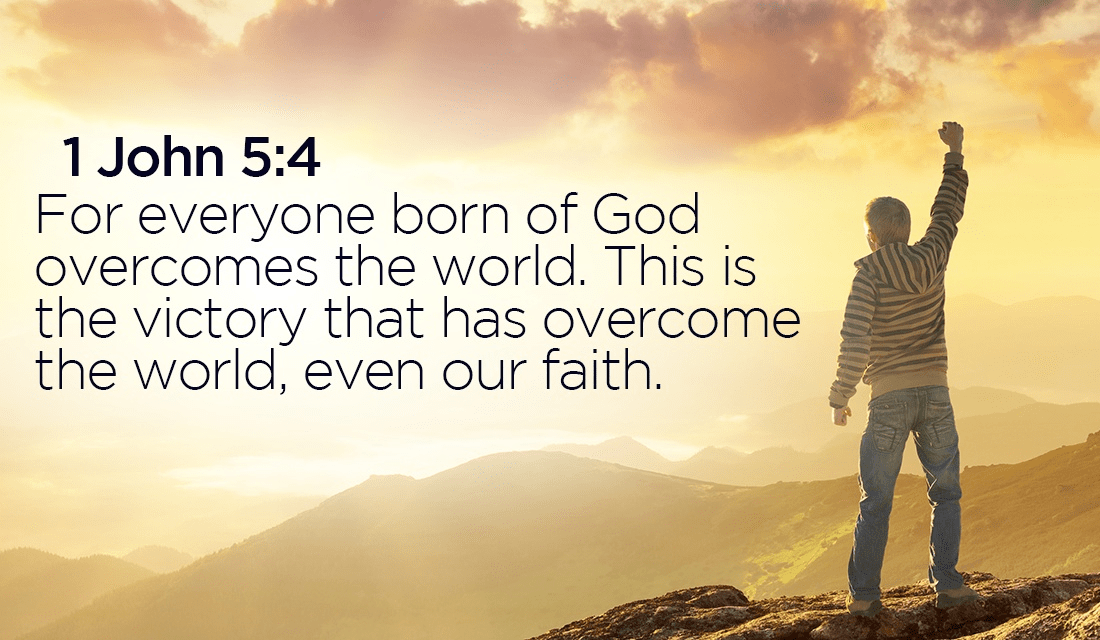 1 John 5:4
For everyone born of God
overcomes the world. This is
the victory that has overcome
the world, even our faith.